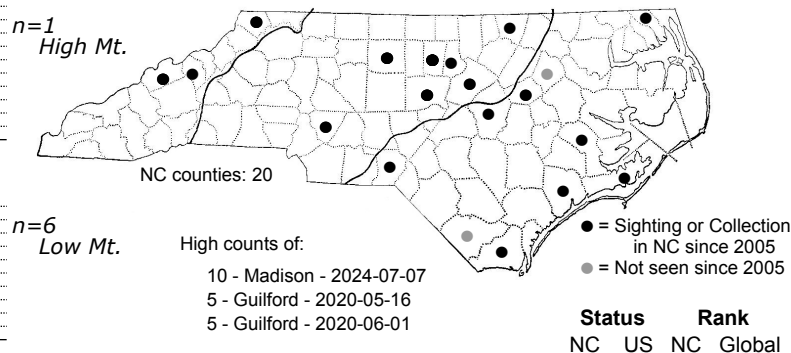 n=1
High Mt.
NC counties: 20
n=6
Low Mt.
High counts of:
10 - Madison - 2024-07-07
5 - Guilford - 2020-05-16
5 - Guilford - 2020-06-01
= Sighting or Collection
in NC since 2005
= Not seen since 2005
Status Rank
NC US NC Global